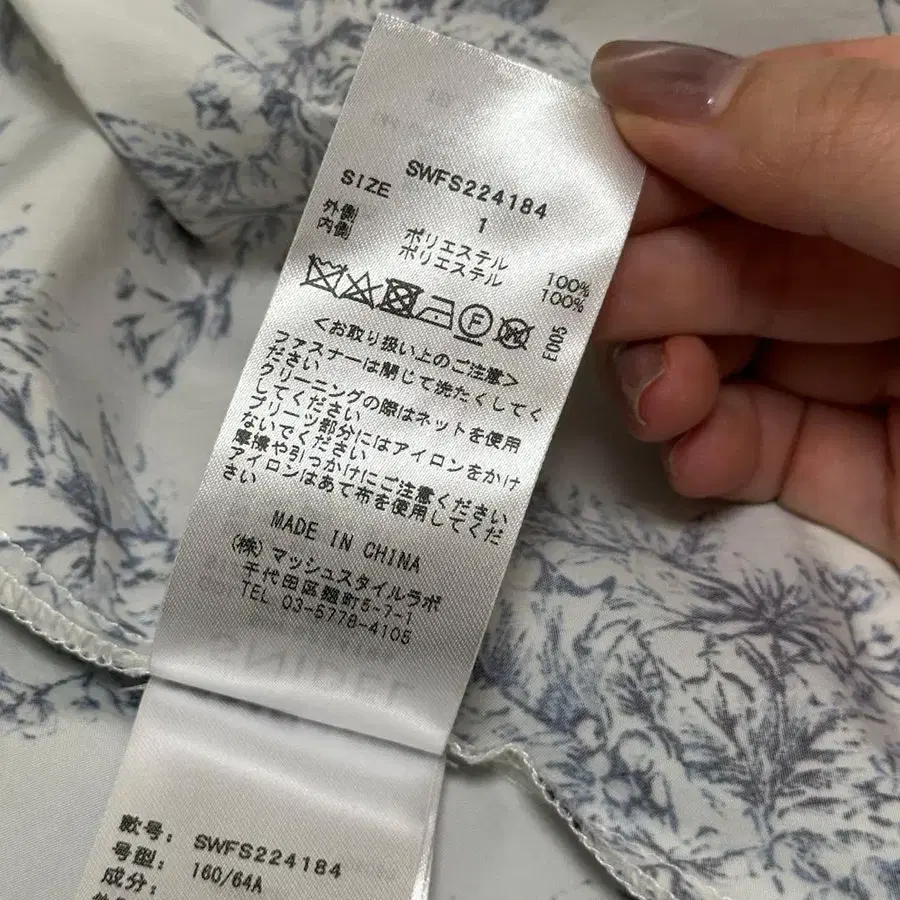 SWFS224184
SIZE 1
外側 ポリエステル 100%
内側 ポリエステル 100%
F
E005
<お取り扱い上のご注意>
ファスナーは閉じて洗たくしてく
ださい
クリーニングの際はネットを使用
してください
プリーツ部分にはアイロンをかけ
ないでください
摩擦や引っかけにご注意ください
アイロンはあて布を使用してくだ
さい
MADE IN CHINA
(株)マッシュスタイルラボ
千代田区麹町5-7-1
TEL 03-5778-4105
款号: SWFS224184
号型: 160/64A
成分: